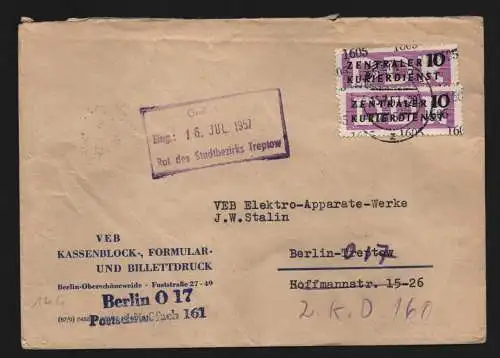 1605 1605
ZENTRALER 10
KURIERDIENST
ZENTRALER 10
KURIERDIENST
1605 1605
Eing.: 16. JUL. 1957
Rat des Stadtbezirks Treptow
VEB Elektro-Apparate-Werke
J.W.Stalin
Berlin-Treptow
Hoffmannstr. 15-26
Z.K.D 160
VEB
KASSENBLOCK-, FORMULAR-
UND BILLETTDRUCK
Berlin-Oberschöneweide · Fuststraße 27-49
Berlin O 17
161